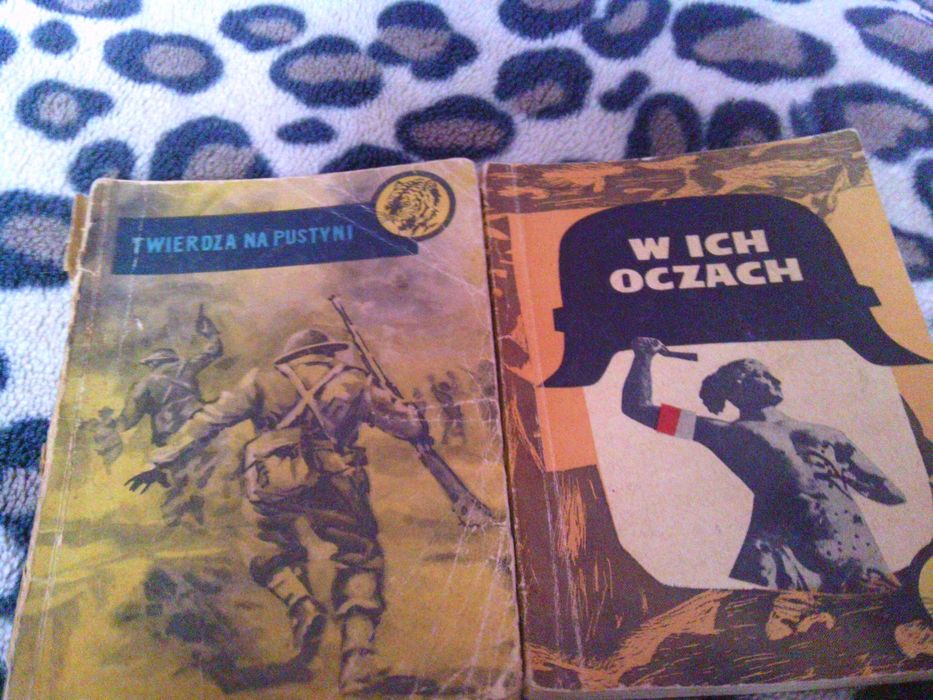 TWIERDZA NA PUSTYNI
W ICH
OCZACH